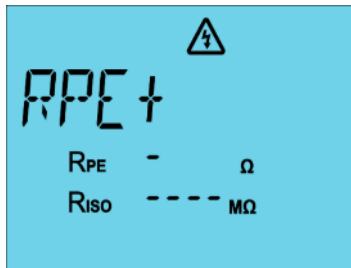 RPE+
RPE - Ω
RISO ---- MΩ